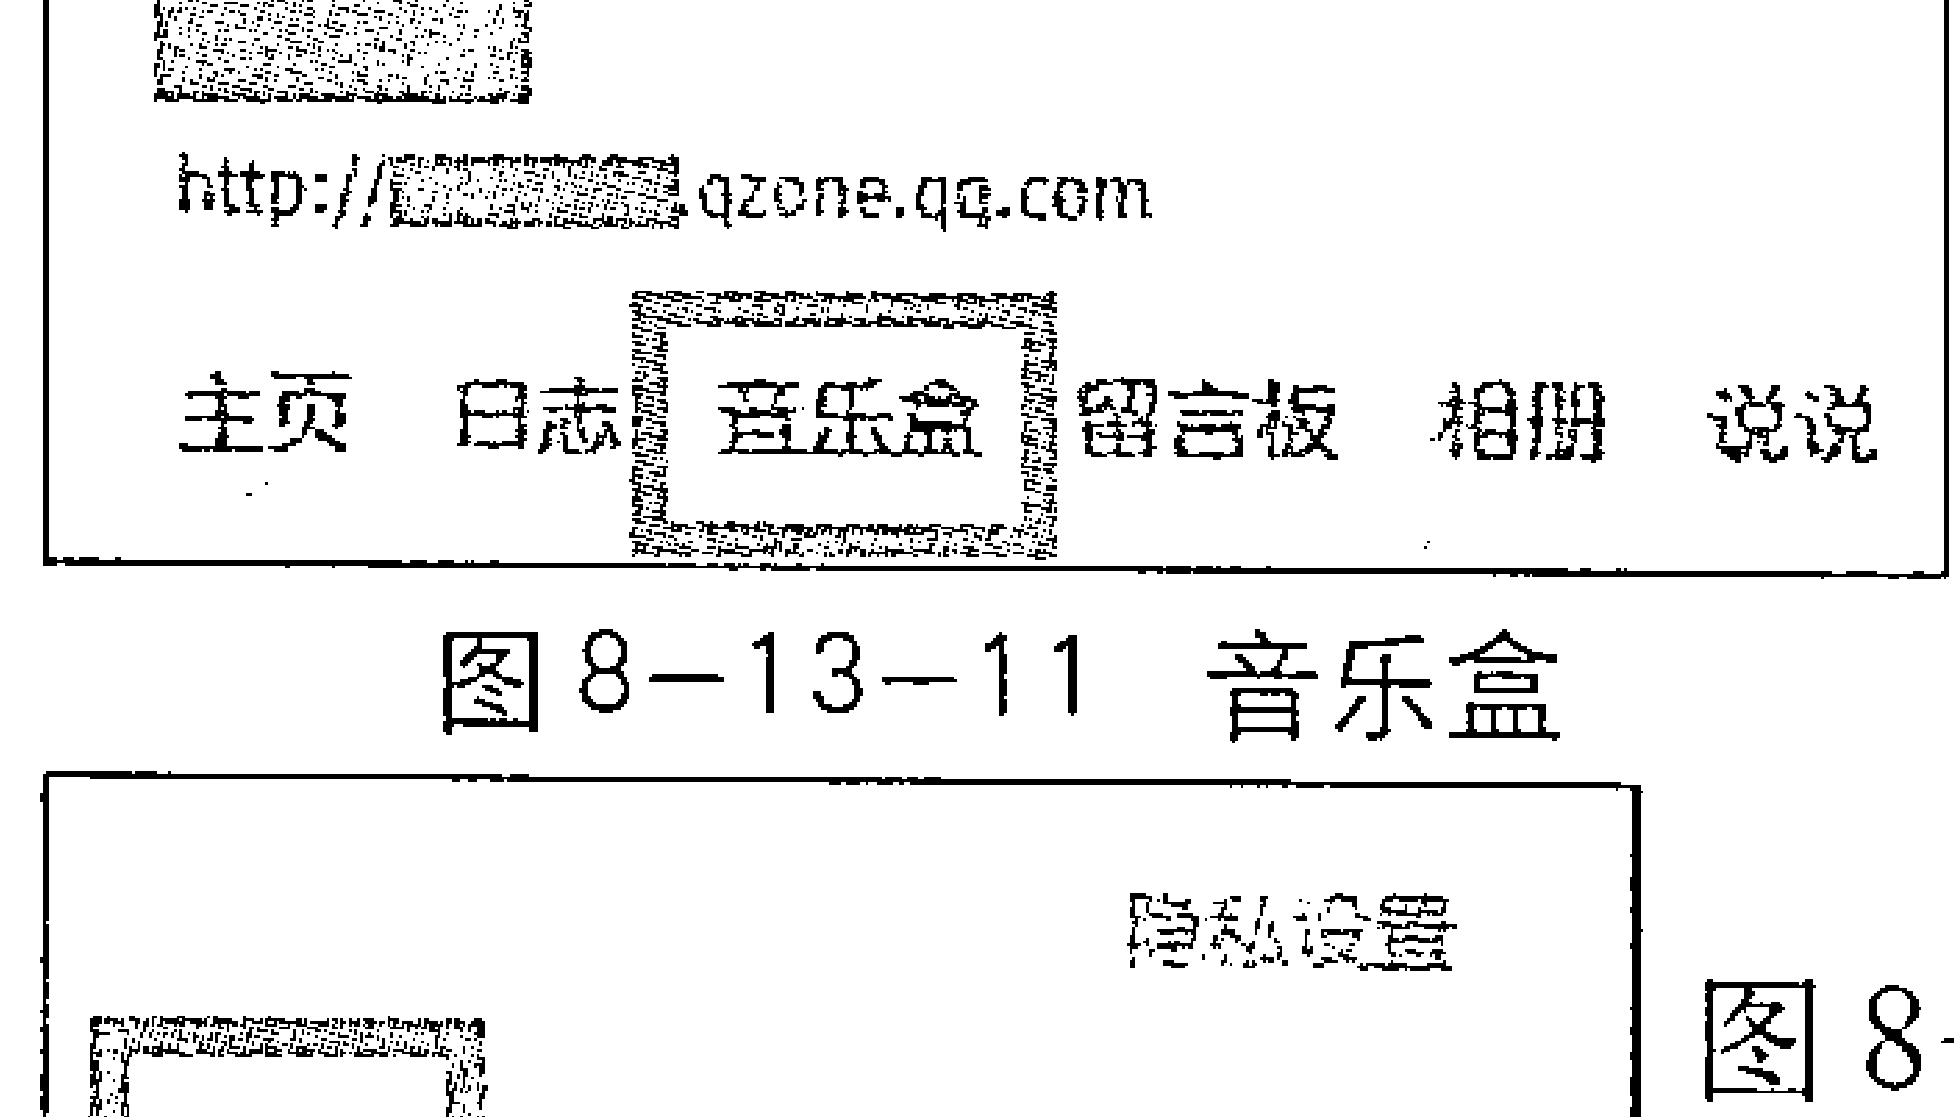 http://.qzone.qq.com
主页 日志 音乐盒 留言板 相册 说说
图8-13-11 音乐盒
隐私设置
图 8-